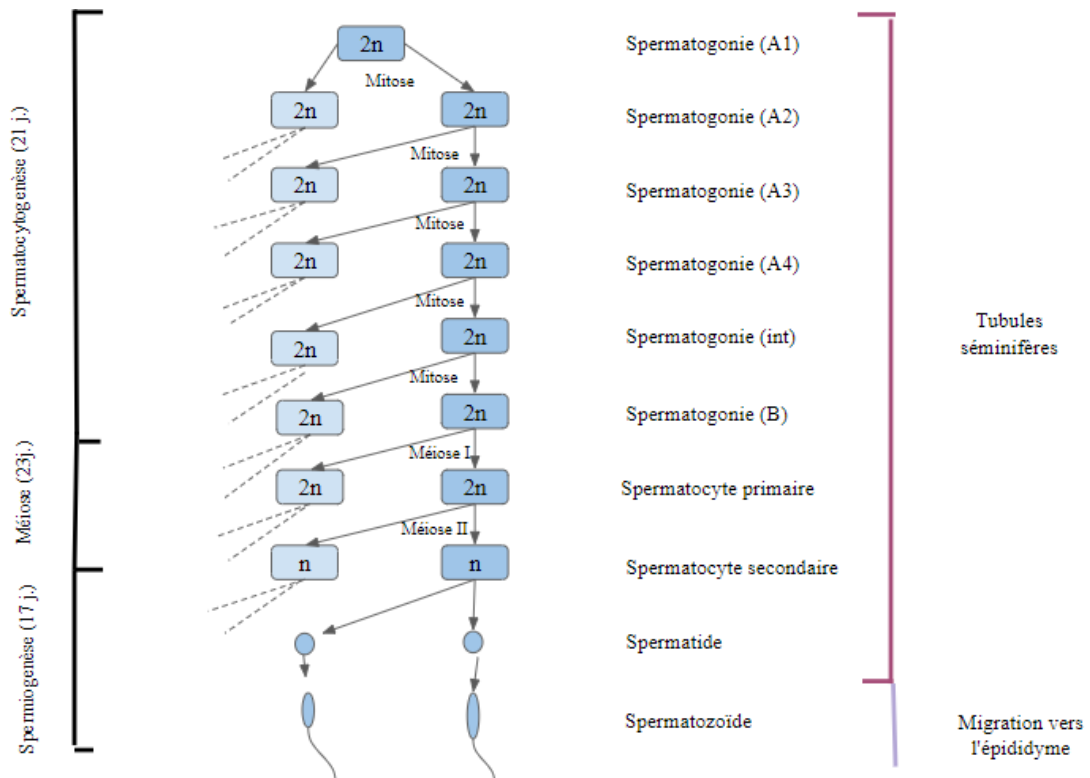 2n
Spermatogonie (A1)
Mitose
2n
2n
Spermatogonie (A2)
Mitose
2n
2n
Spermatogonie (A3)
Mitose
2n
2n
Spermatogonie (A4)
Mitose
2n
2n
Spermatogonie (int)
Mitose
2n
2n
Spermatogonie (B)
Méiose I
2n
2n
Spermatocyte primaire
Méiose II
n
n
Spermatocyte secondaire
Spermatide
Spermatozoïde
Spermatocytogenèse (21 j.)
Méiose (23j.)
Spermiogenèse (17 j.)
Tubules
séminifères
Migration vers
l'épididyme